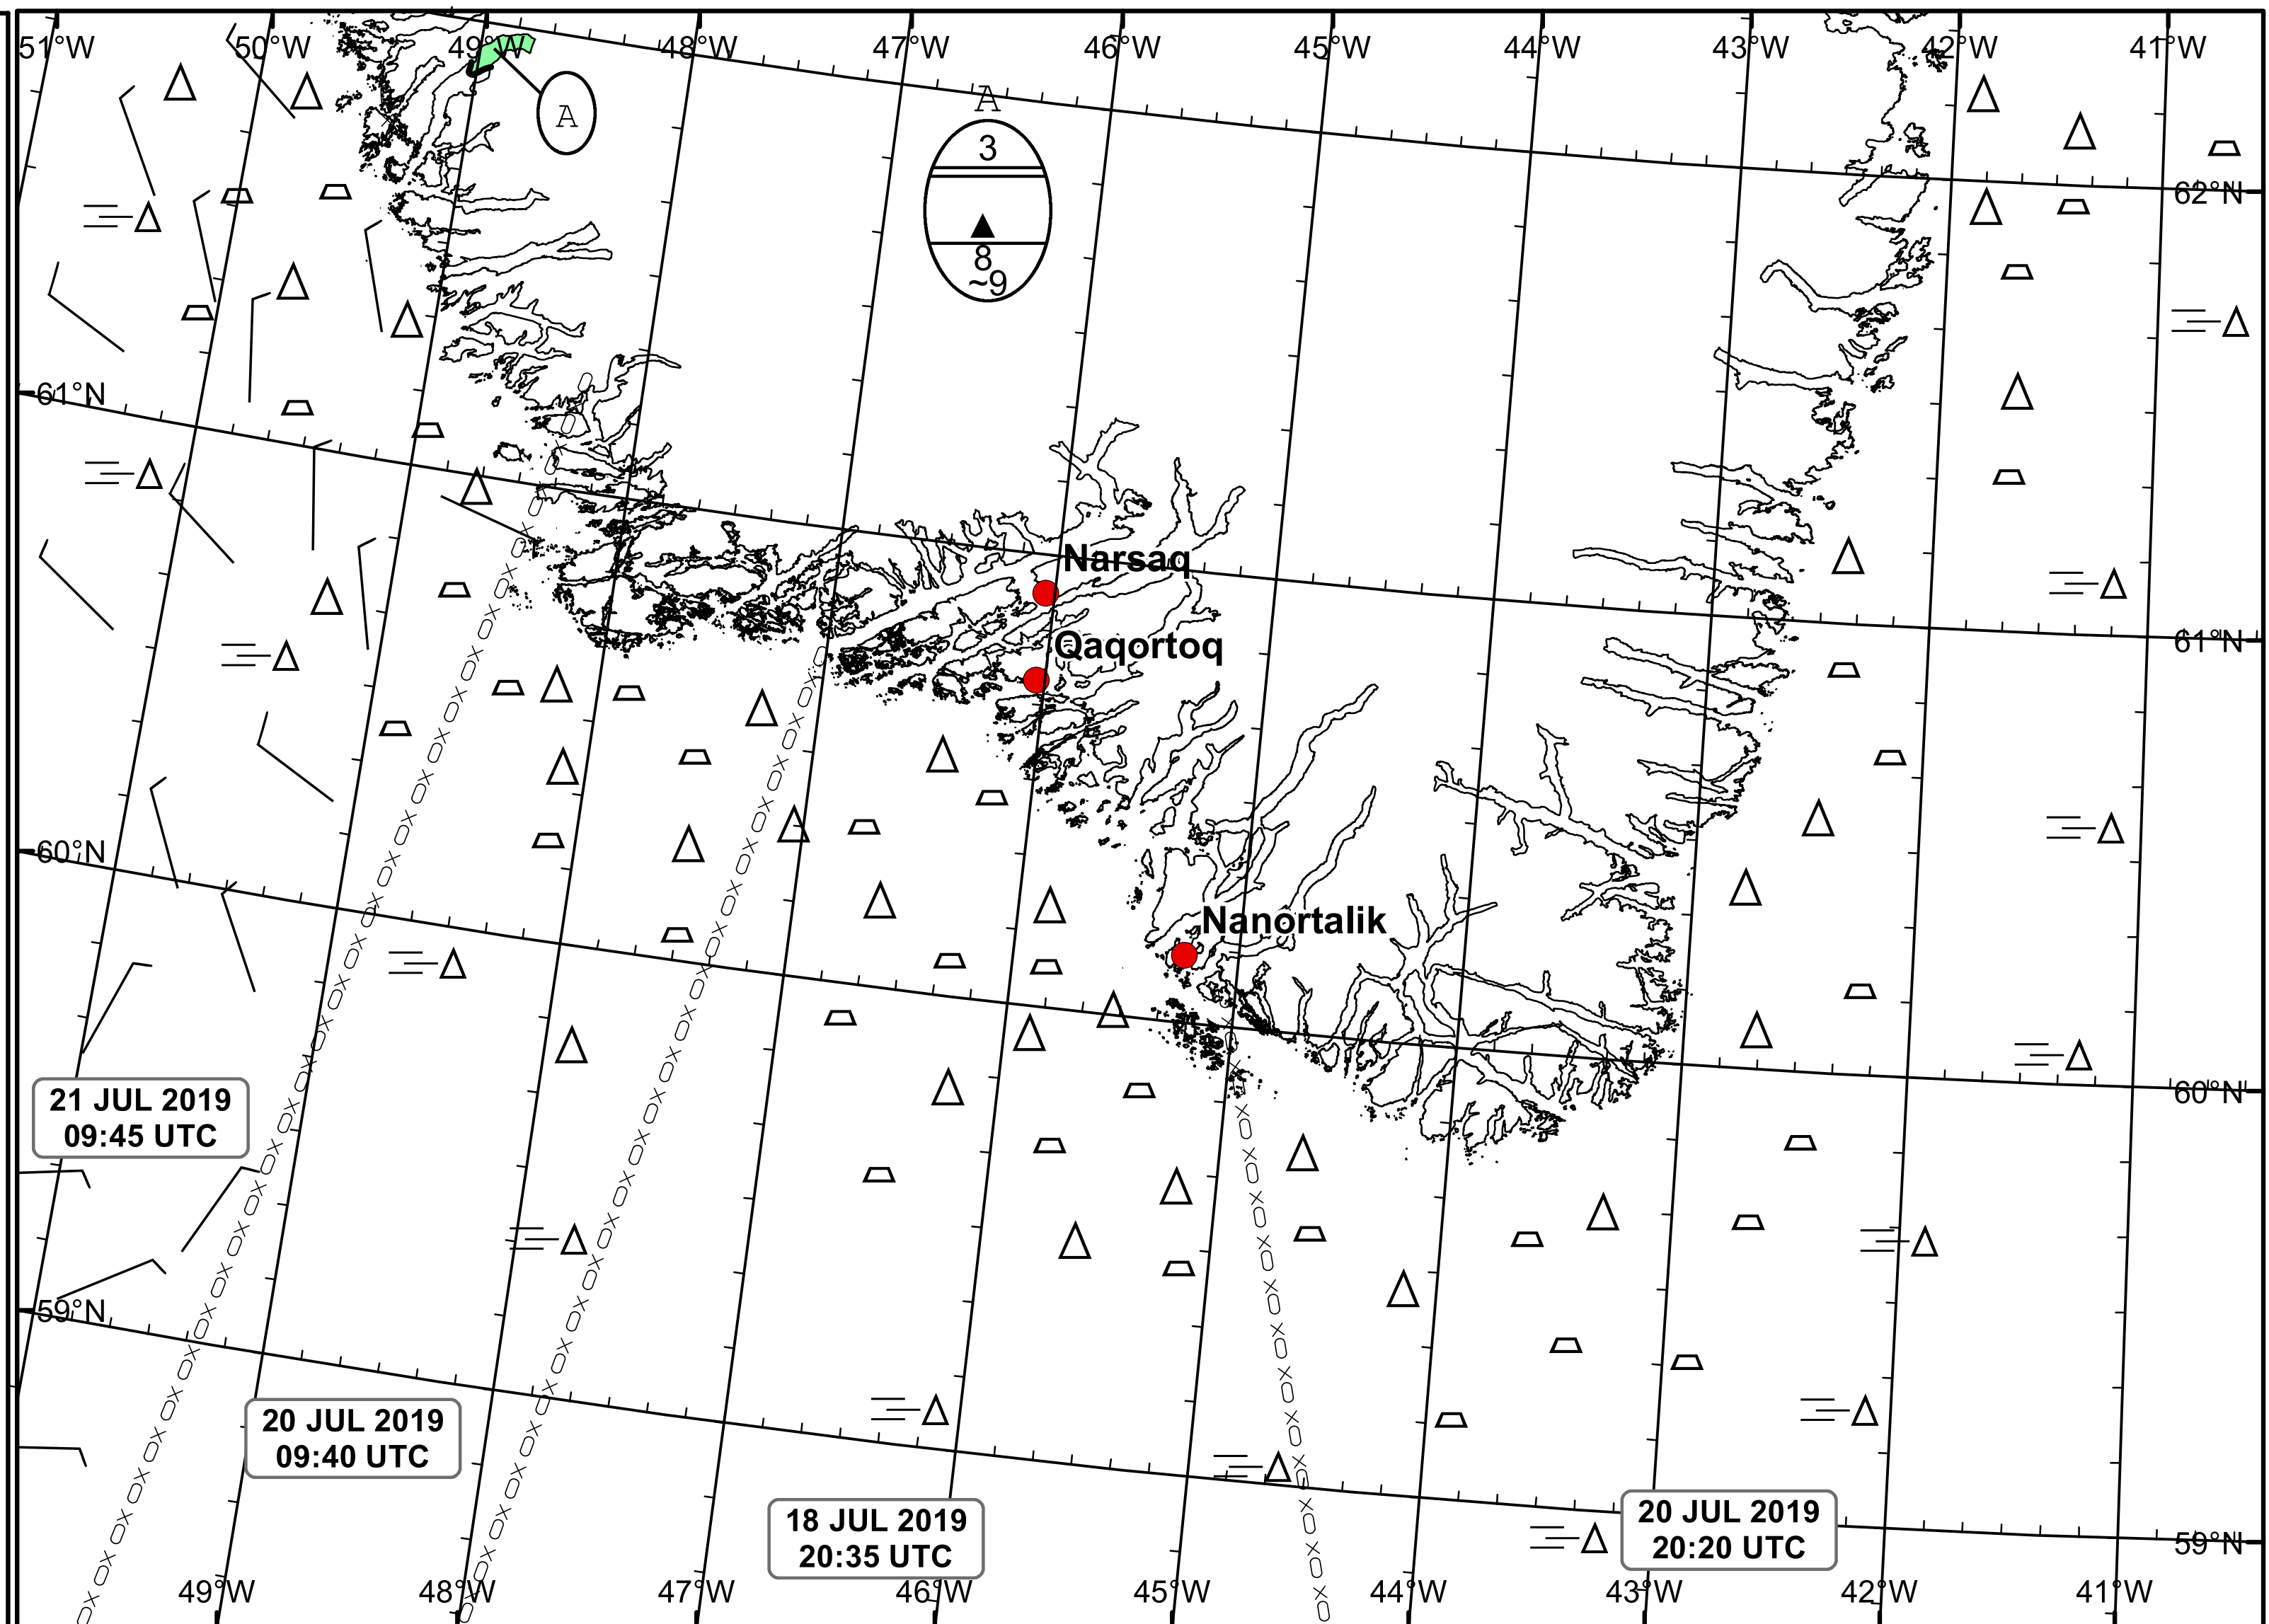 51°W 50°W 49°W 48°W 47°W 46°W 45°W 44°W 43°W 42°W 41°W
A
A
3
8
~9
62°N
61°N
Narsaq
Qaqortoq
61°N
60°N
Nanortalik
60°N
21 JUL 2019
09:45 UTC
59°N
20 JUL 2019
09:40 UTC
18 JUL 2019
20:35 UTC
20 JUL 2019
20:20 UTC
59°N
49°W 48°W 47°W 46°W 45°W 44°W 43°W 42°W 41°W